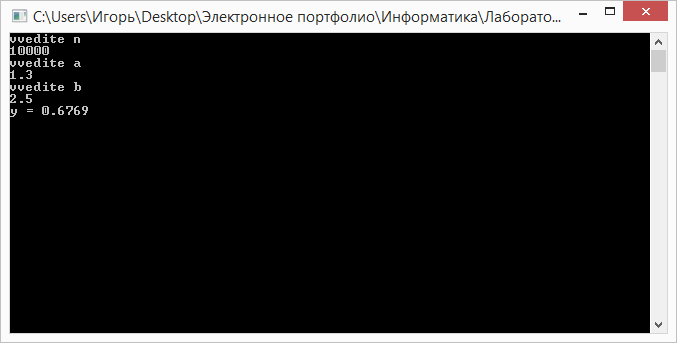 C:\Users\Игорь\Desktop\Электронное портфолио\Информатика\Лаборато...
vvedite n
10000
vvedite a
1.3
vvedite b
2.5
y = 0.6769